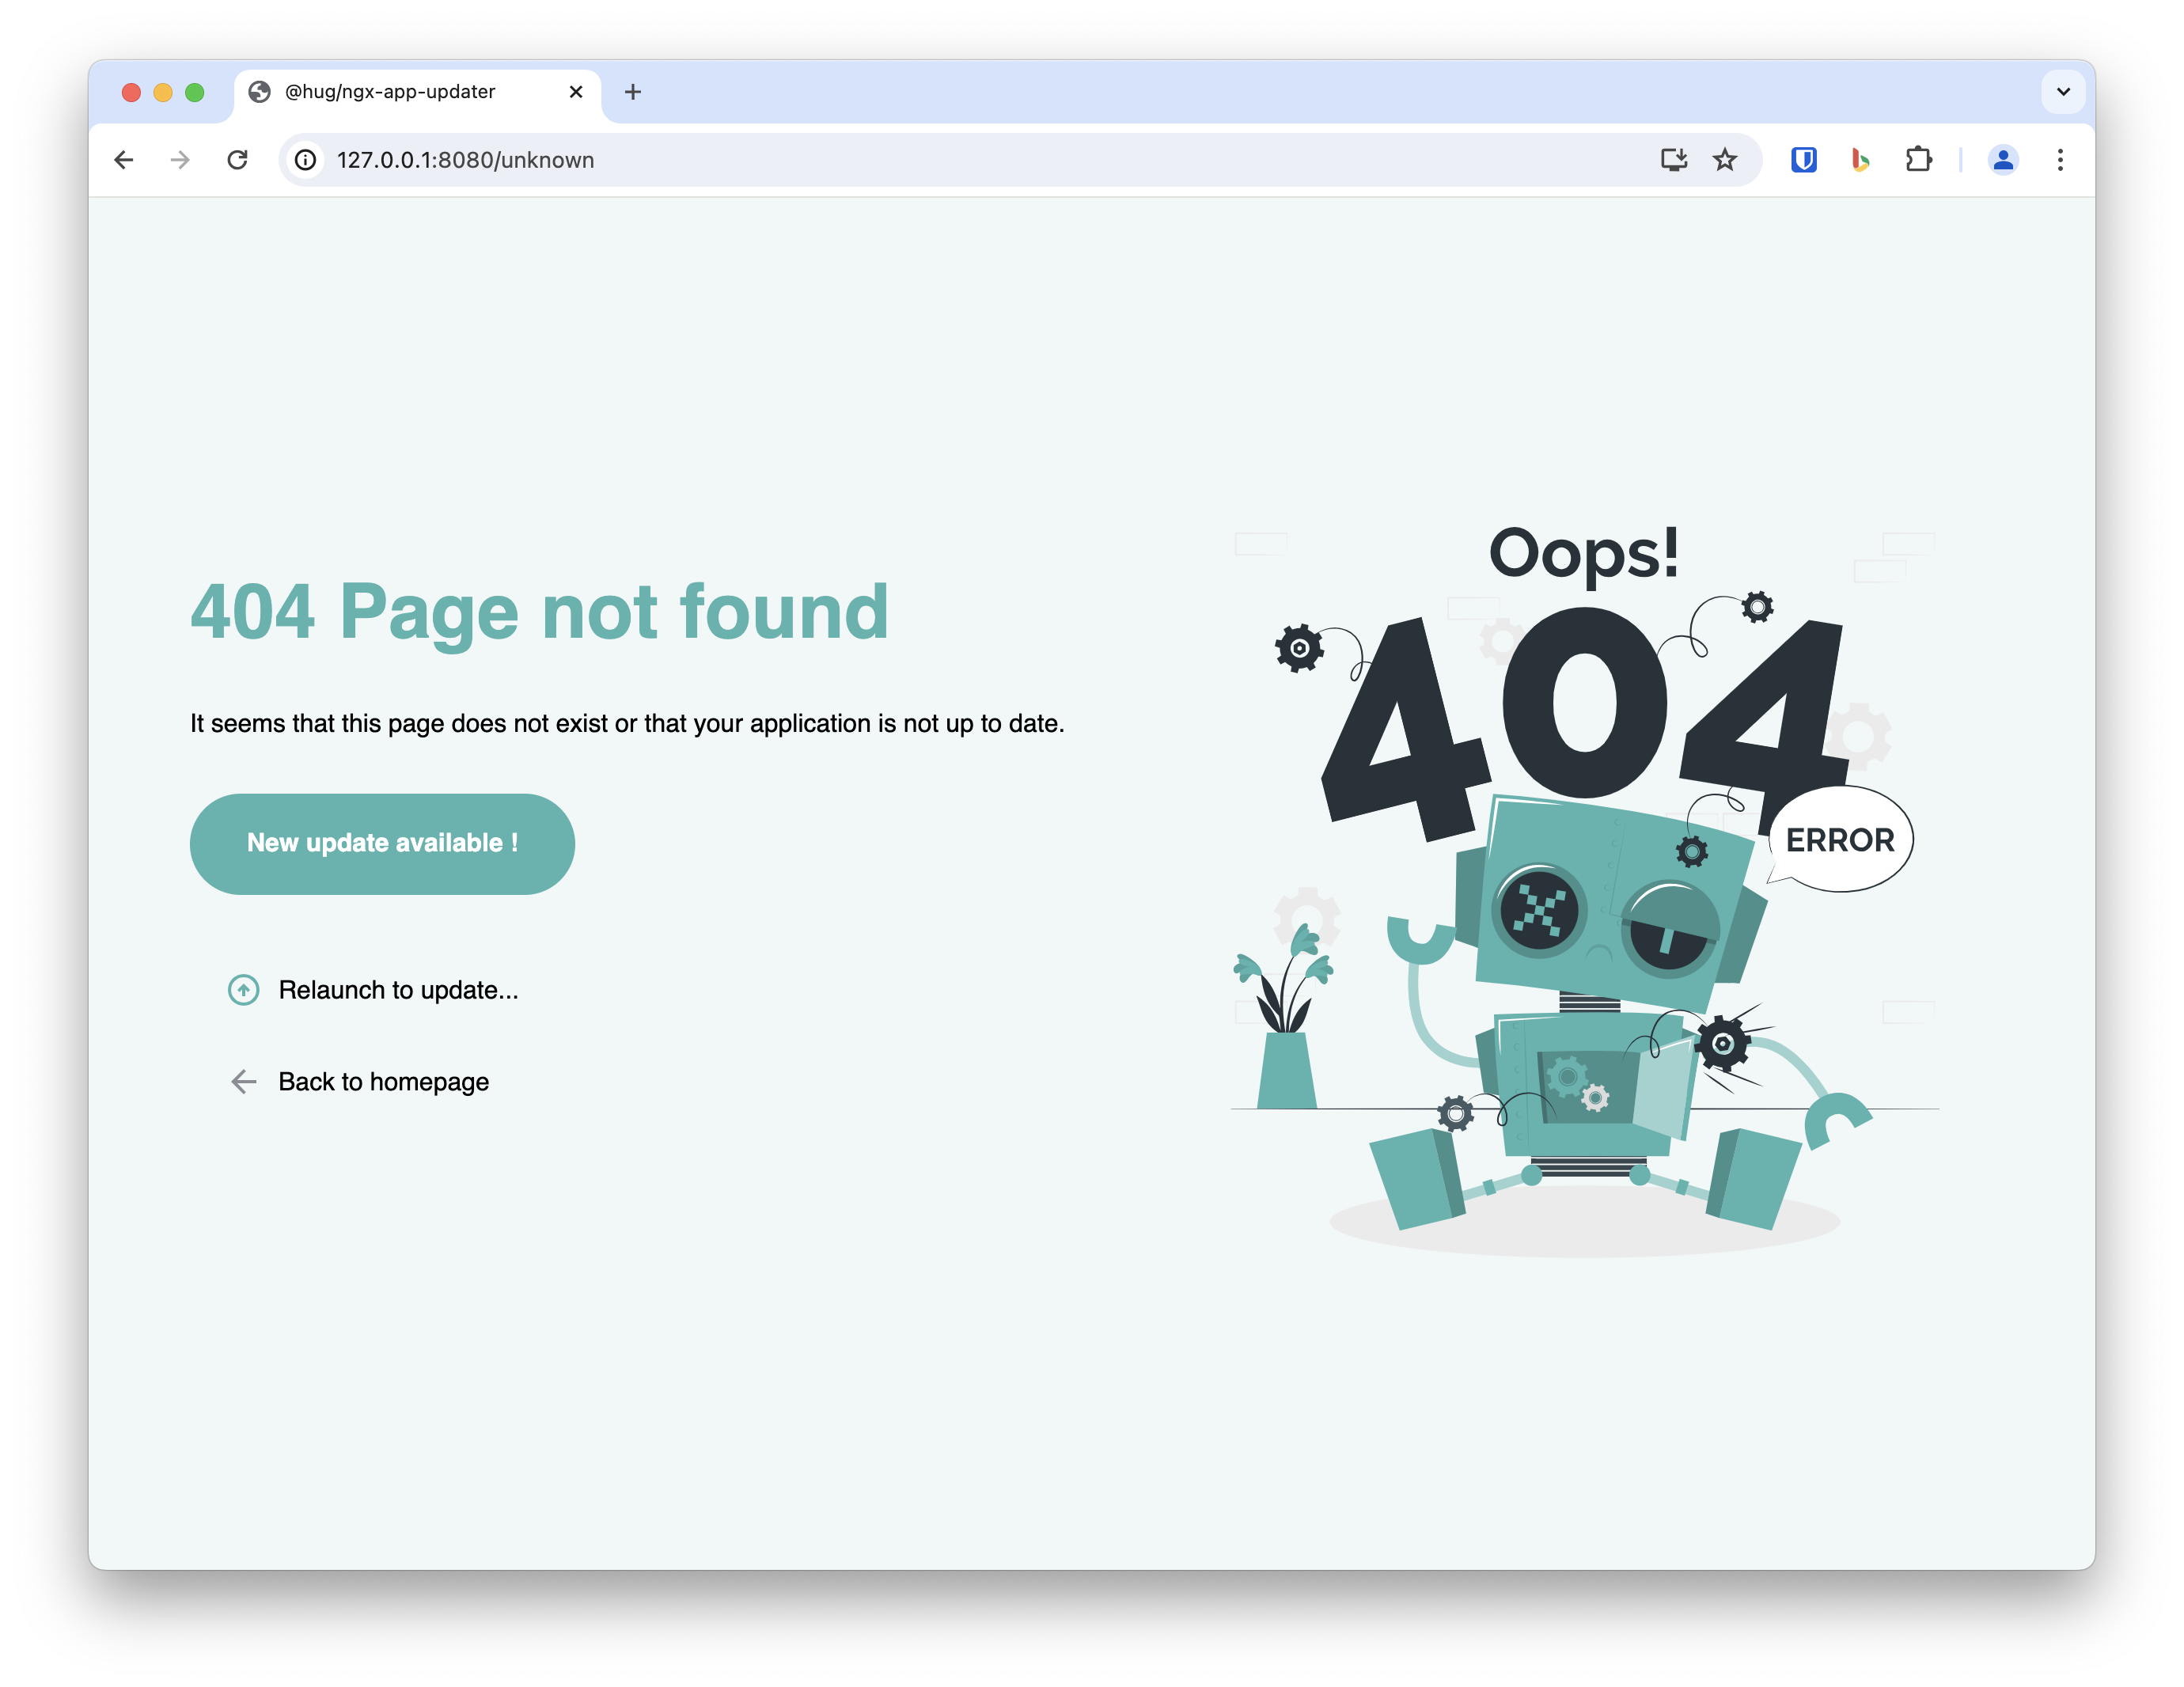 @hug/ngx-app-updater
127.0.0.1:8080/unknown
404 Page not found
It seems that this page does not exist or that your application is not up to date.
New update available !
Relaunch to update...
Back to homepage
Oops!
404
ERROR